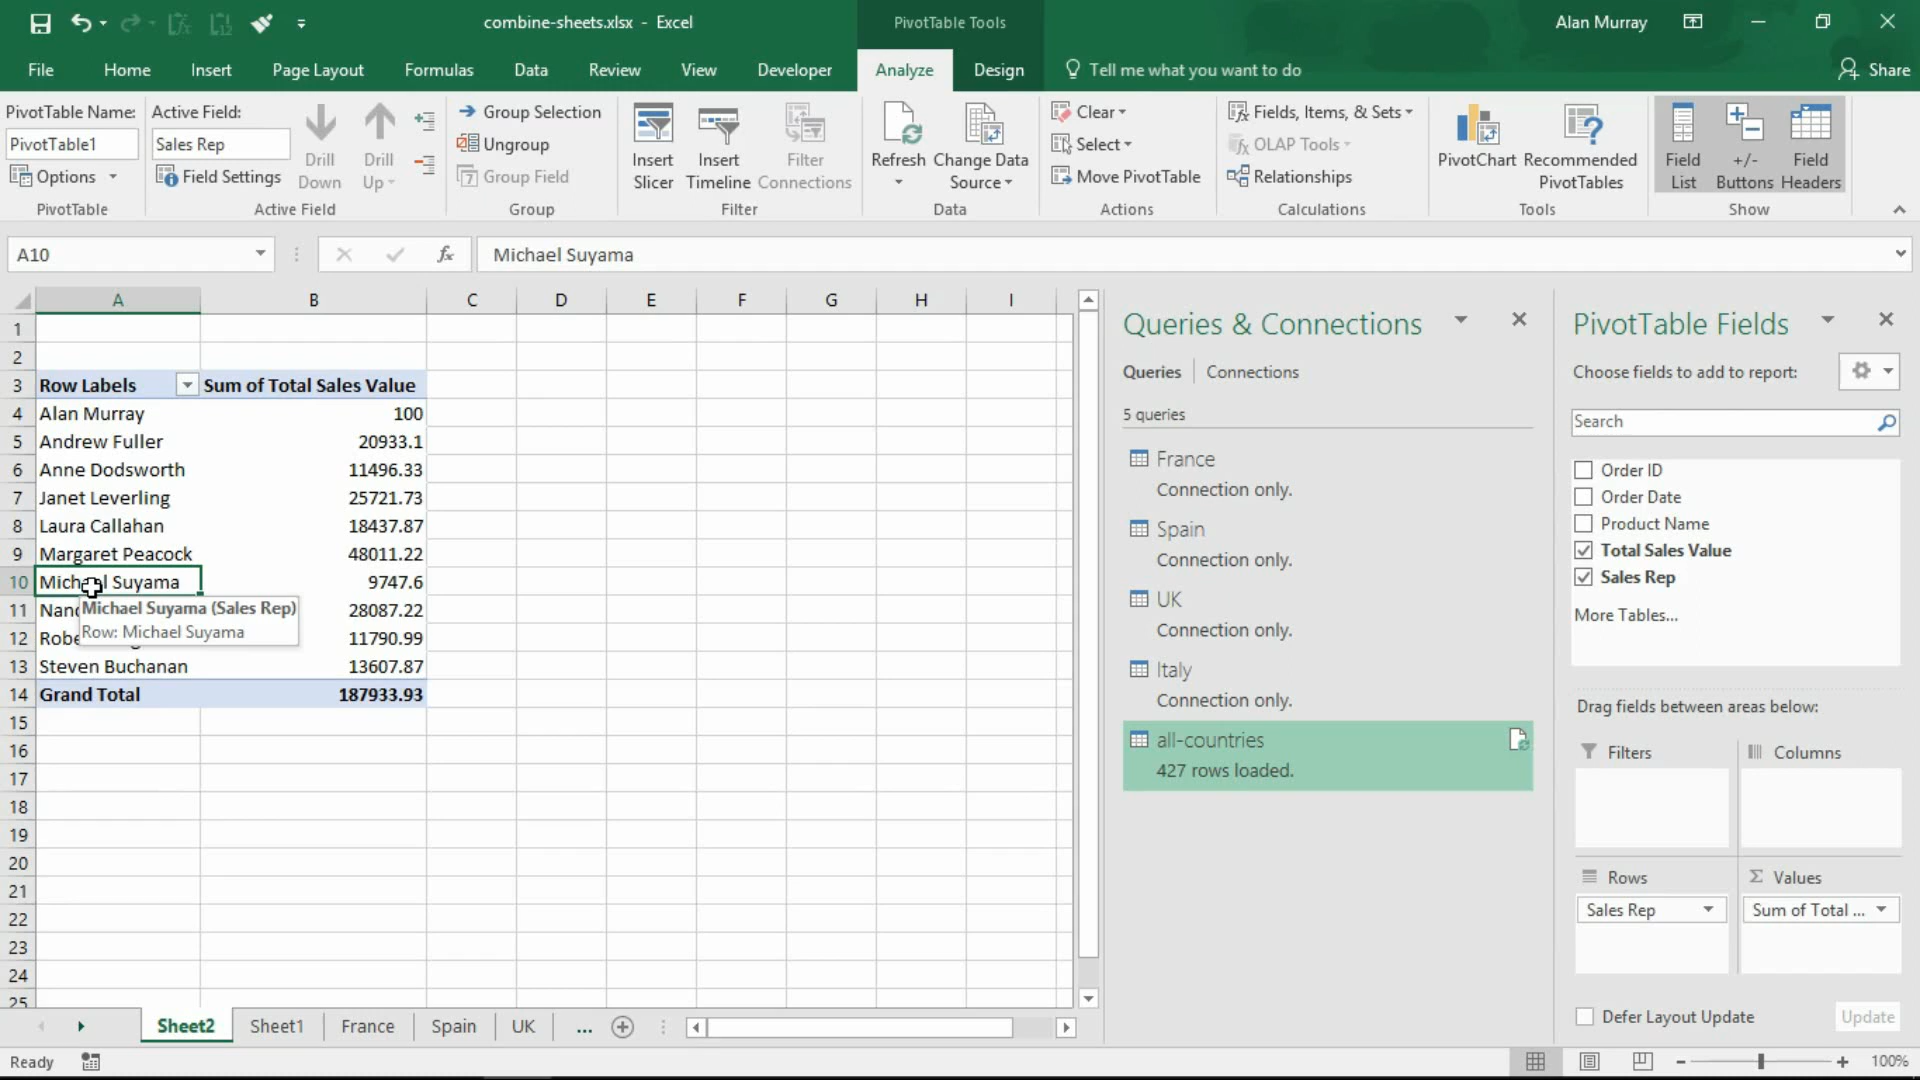 combine-sheets.xlsx - Excel
PivotTable Tools
Alan Murray
File Home Insert Page Layout Formulas Data Review View Developer Analyze Design Tell me what you want to do Share
PivotTable Name:
PivotTable1
Options
PivotTable
Active Field:
Sales Rep
Field Settings
Drill Down
Drill Up
Active Field
Group Selection
Ungroup
Group Field
Group
Insert Slicer
Insert Timeline
Filter Connections
Filter
Refresh
Change Data Source
Data
Clear
Select
Move PivotTable
Actions
Fields, Items, & Sets
OLAP Tools
Relationships
Calculations
PivotChart
Recommended PivotTables
Tools
Field List
+/- Buttons
Field Headers
Show
A10
fx
Michael Suyama
A B C D E F G H I
1
2
3 Row Labels Sum of Total Sales Value
4 Alan Murray 100
5 Andrew Fuller 20933.1
6 Anne Dodsworth 11496.33
7 Janet Leverling 25721.73
8 Laura Callahan 18437.87
9 Margaret Peacock 48011.22
10 Michael Suyama 9747.6
11 Nanc 28087.22
12 Robe 11790.99
13 Steven Buchanan 13607.87
14 Grand Total 187933.93
15
16
17
18
19
20
21
22
23
24
25
Michael Suyama (Sales Rep)
Row: Michael Suyama
Queries & Connections
Queries Connections
5 queries
France
Connection only.
Spain
Connection only.
UK
Connection only.
Italy
Connection only.
all-countries
427 rows loaded.
PivotTable Fields
Choose fields to add to report:
Search
Order ID
Order Date
Product Name
Total Sales Value
Sales Rep
More Tables...
Drag fields between areas below:
Filters
Columns
Rows
Σ Values
Sales Rep
Sum of Total ...
Defer Layout Update
Update
Sheet2 Sheet1 France Spain UK ...
Ready
- + 100%